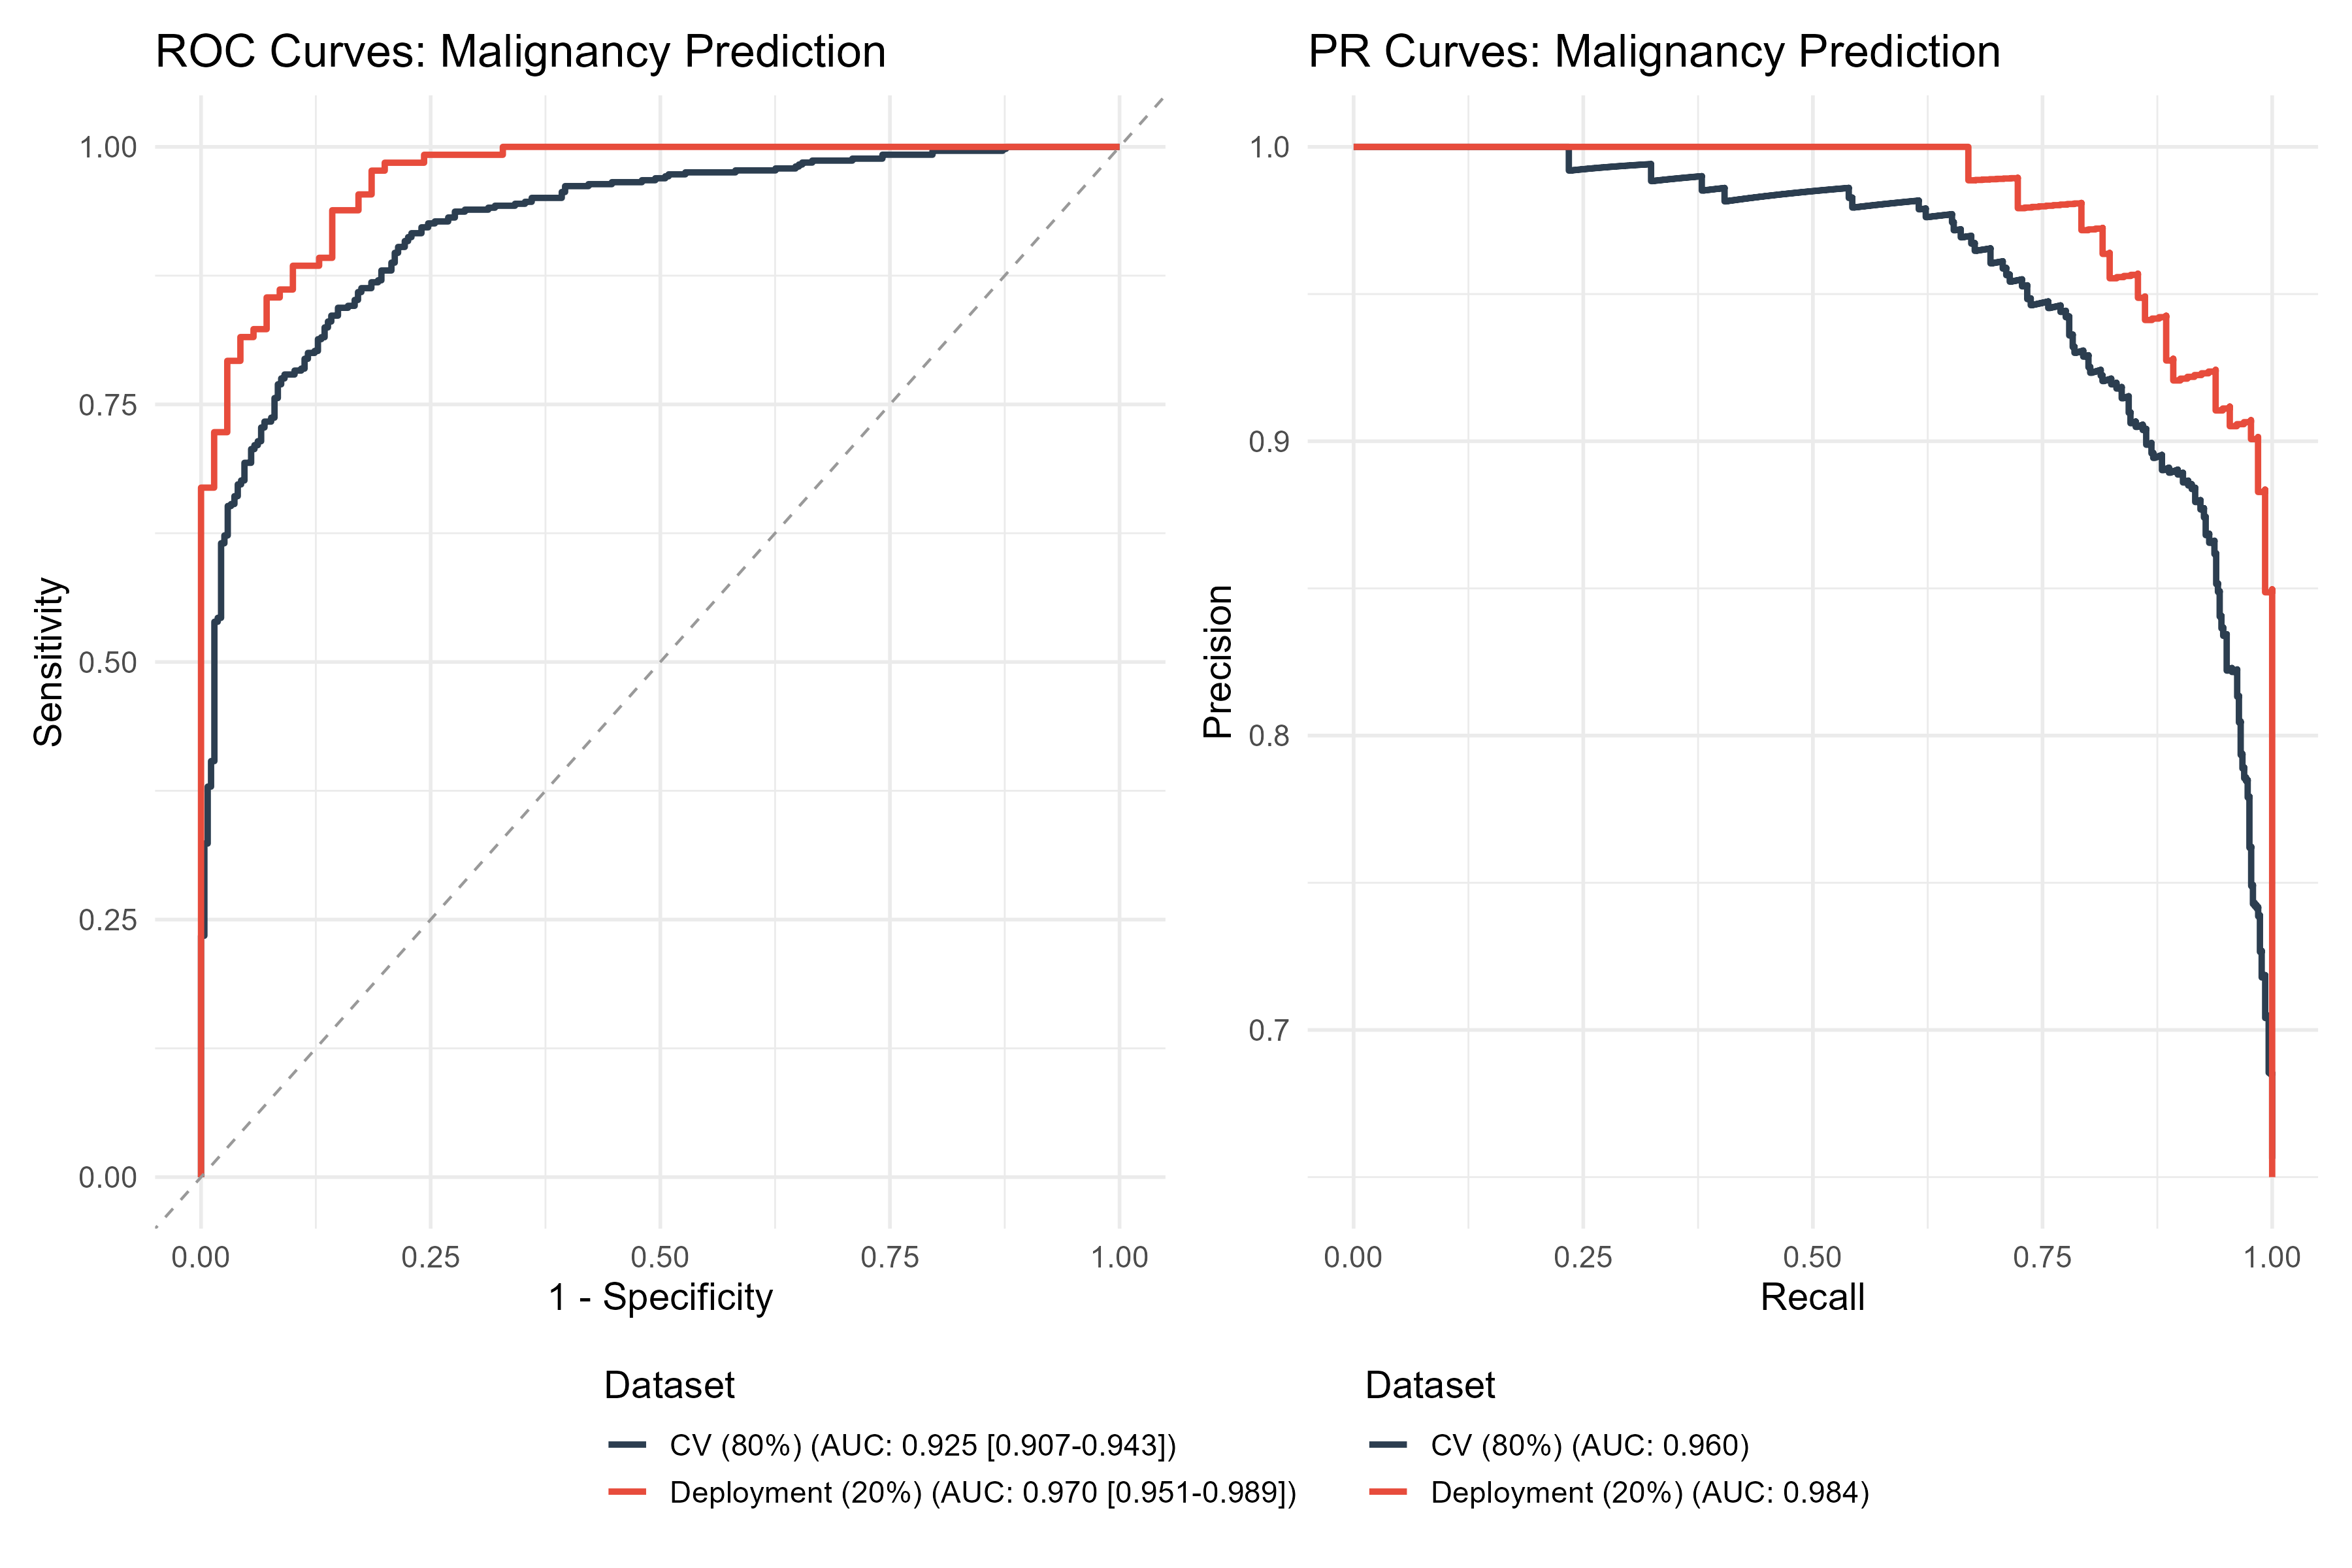 ROC Curves: Malignancy Prediction
1.00
0.75
0.50
0.25
0.00
Sensitivity
0.00 0.25 0.50 0.75 1.00
1 - Specificity
PR Curves: Malignancy Prediction
1.0
0.9
0.8
0.7
Precision
0.00 0.25 0.50 0.75 1.00
Recall
Dataset
CV (80%) (AUC: 0.925 [0.907-0.943])
Deployment (20%) (AUC: 0.970 [0.951-0.989])
Dataset
CV (80%) (AUC: 0.960)
Deployment (20%) (AUC: 0.984)